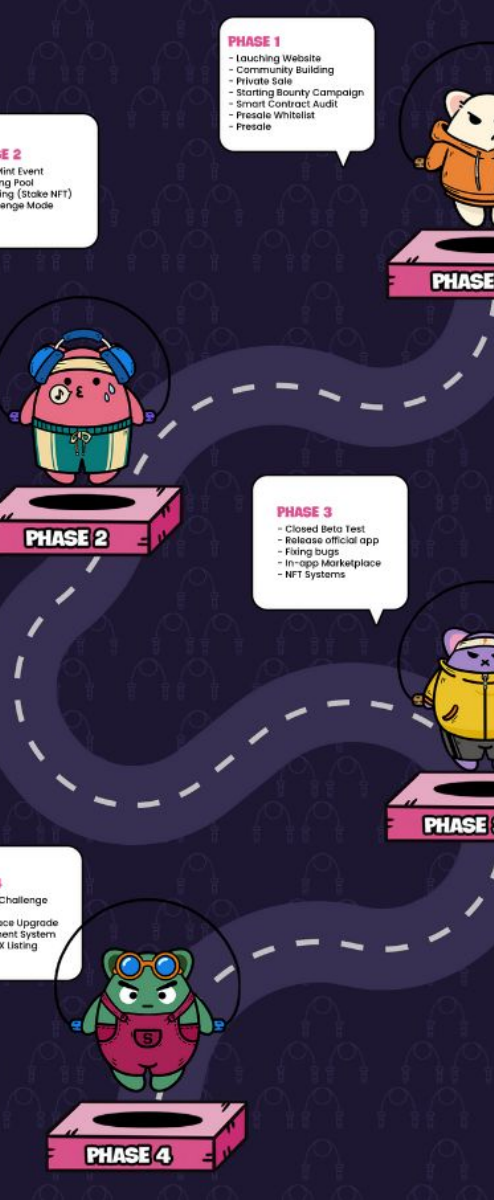 PHASE 1
- Lauching Website
- Community Building
- Private Sale
- Starting Bounty Campaign
- Smart Contract Audit
- Presale Whitelist
- Presale
PHASE
2
Event
Pool
(Stake NFT)
Mode
PHASE 2
PHASE 3
- Closed Beta Test
- Release official app
- Fixing bugs
- In-app Marketplace
- NFT Systems
PHASE
Challenge
Upgrade
System
Listing
S
PHASE 4